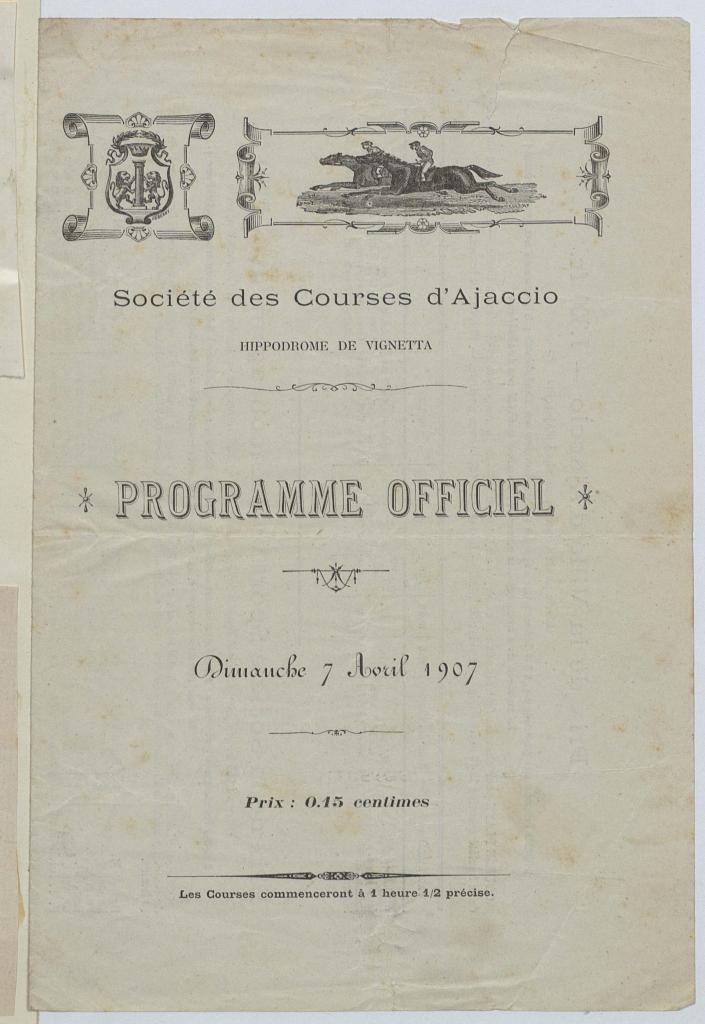 Société des Courses d'Ajaccio
HIPPODROME DE VIGNETTA
PROGRAMME OFFICIEL
Dimanche 7 Avril 1907
Prix : 0.15 centimes
Les Courses commenceront à 1 heure 1/2 précise.